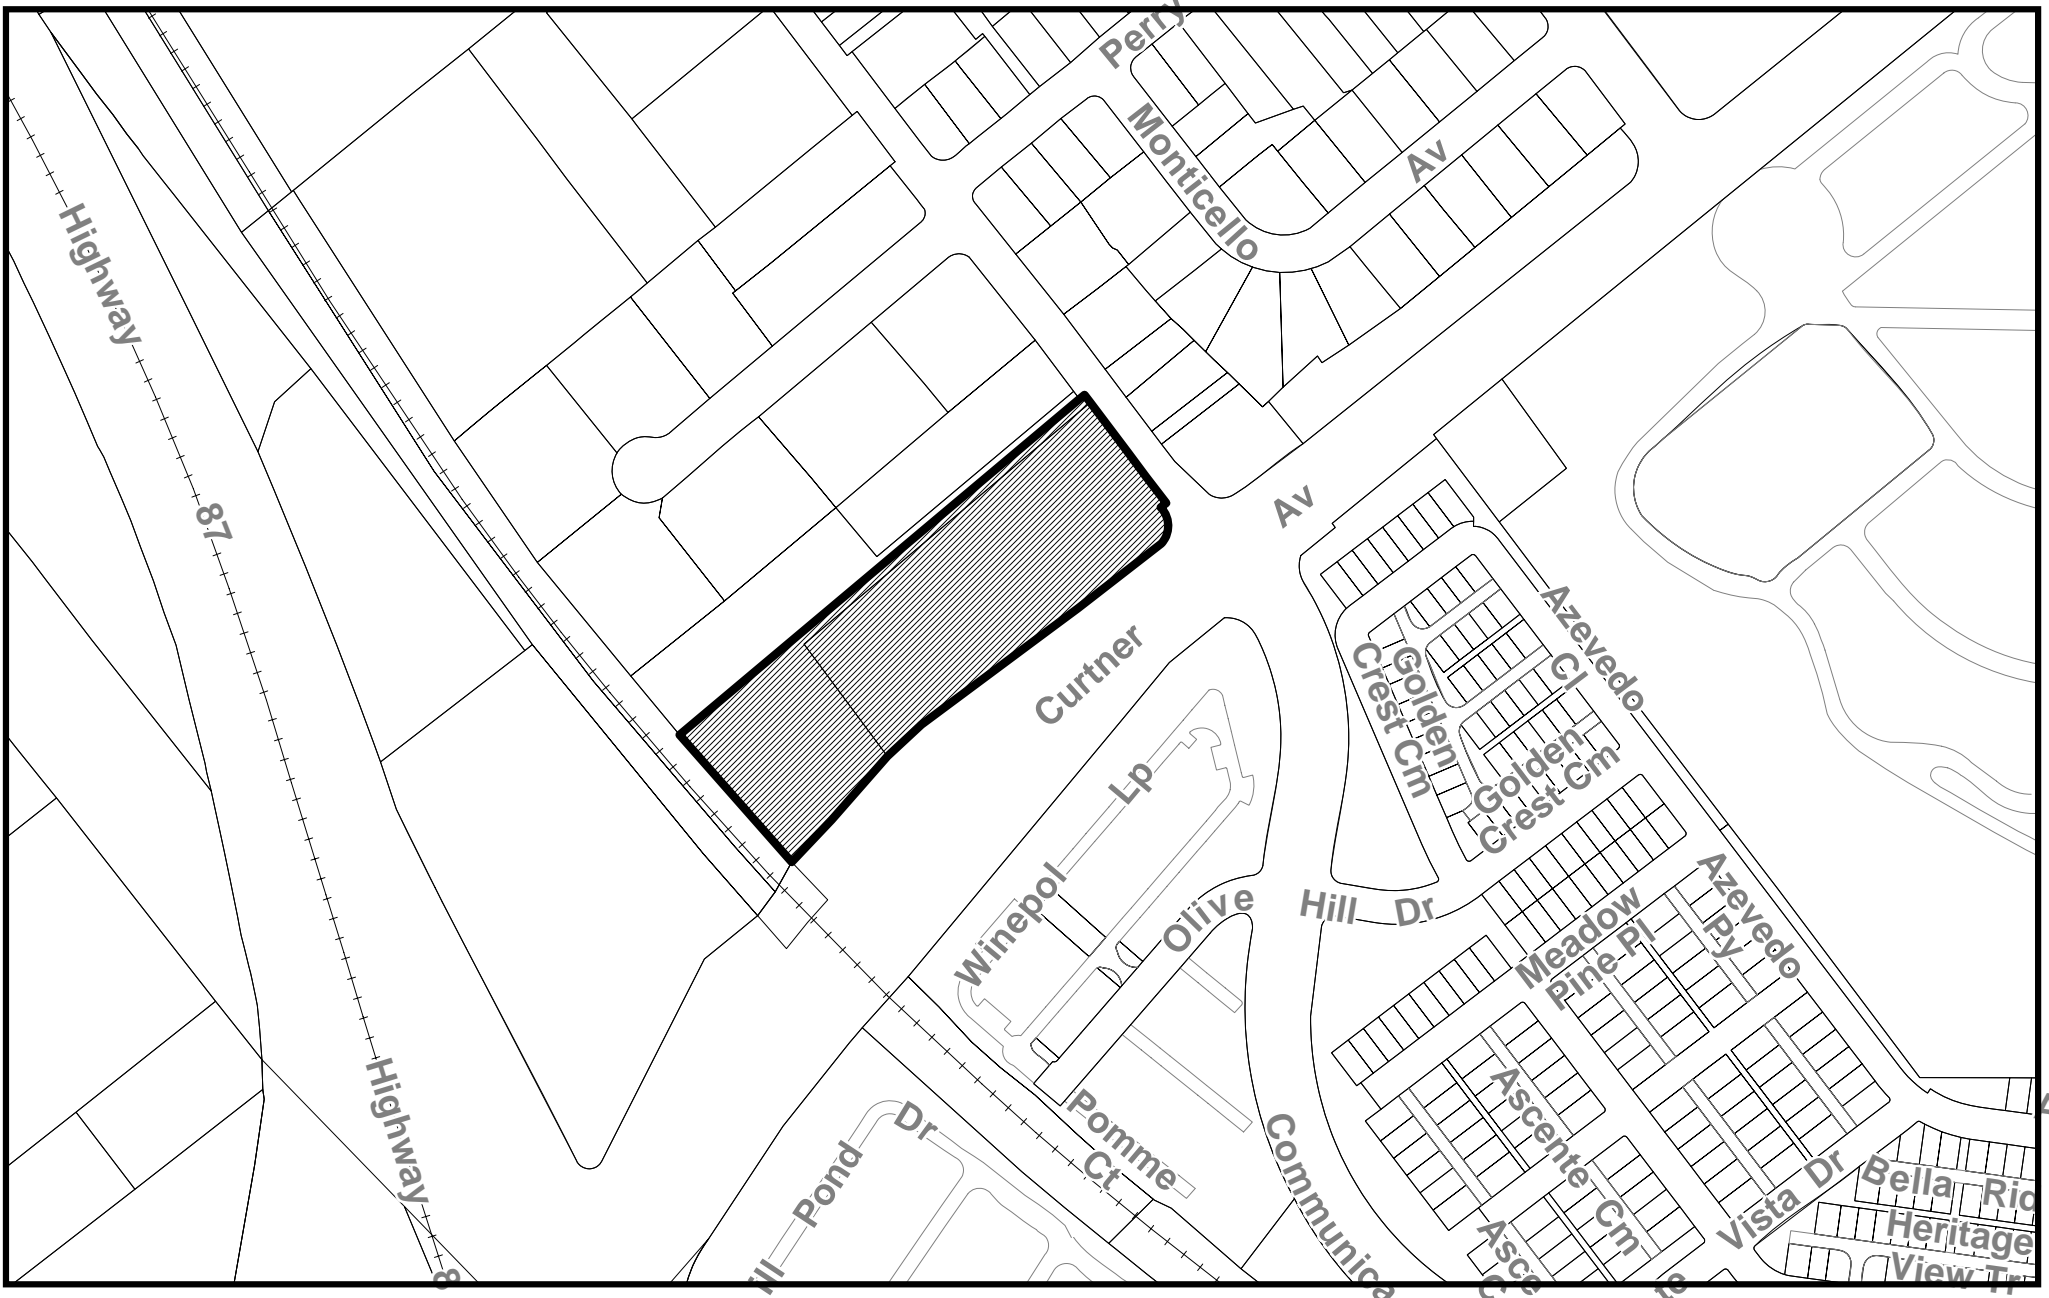 Perry
Monticello
Av
Highway
87
Av
Azevedo
Cl
Golden
Crest Cm
Curtner
Golden
Crest Cm
Winepol Lp
Olive Hill Dr
Meadow
Pine Pl
Azevedo
Py
Highway
Pond Dr
Pomme
Ct
Ascente Cm
Vista Dr
Bella
Heritage
View Tr